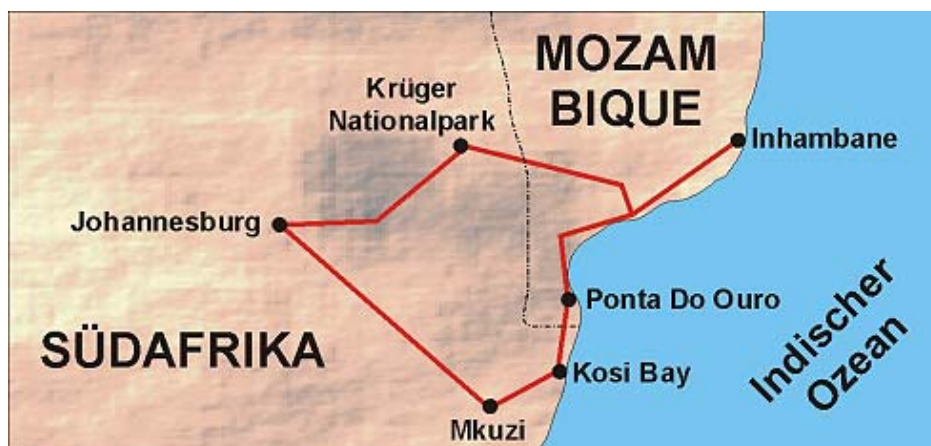 MOZAM
BIQUE
Krüger
Nationalpark
Inhambane
Johannesburg
Ponta Do Ouro
SÜDAFRIKA
Kosi Bay
Mkuzi
Indischer
Ozean